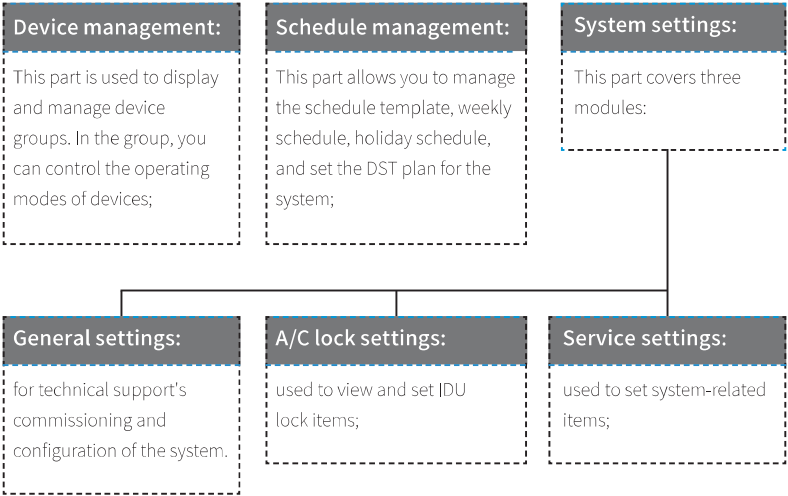 Device management:
This part is used to display
and manage device
groups. In the group, you
can control the operating
modes of devices;
Schedule management:
This part allows you to manage
the schedule template, weekly
schedule, holiday schedule,
and set the DST plan for the
system;
System settings:
This part covers three
modules:
General settings:
for technical support's
commissioning and
configuration of the system.
A/C lock settings:
used to view and set IDU
lock items;
Service settings:
used to set system-related
items;